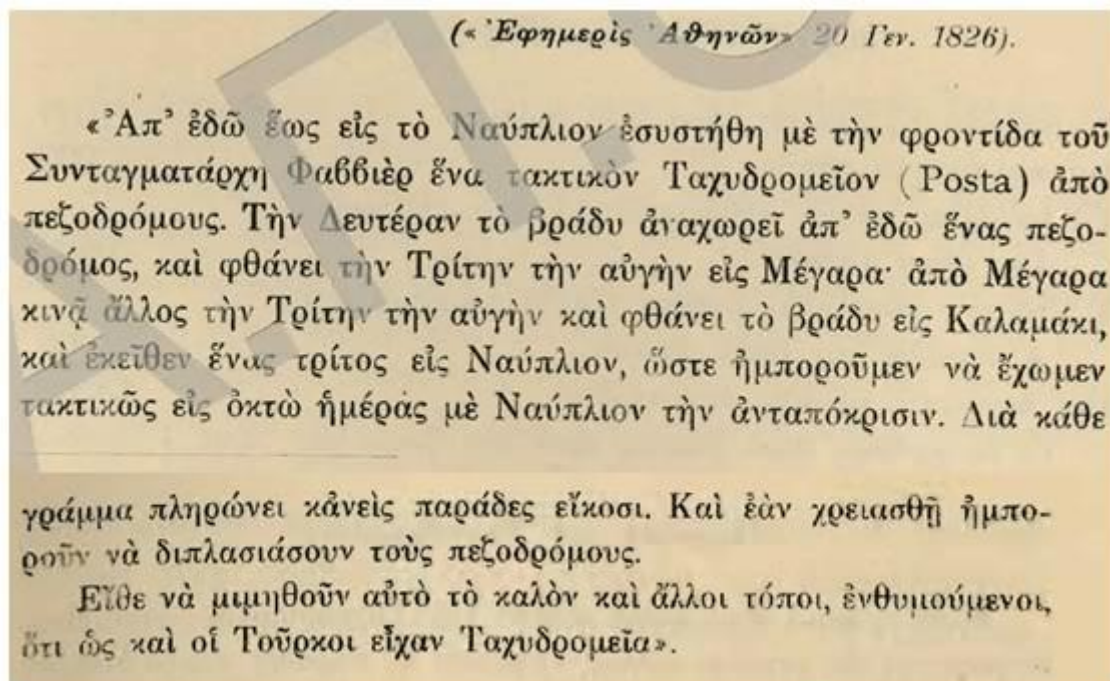 (« Ἐφημερὶς Ἀθηνῶν» 20 Γεν. 1826).
«Ἀπ’ ἐδῶ ἕως εἰς τὸ Ναύπλιον ἐσυστήθη μὲ τὴν φροντίδα τοῦ
Συνταγματάρχη Φαββιὲρ ἕνα τακτικὸν Ταχυδρομεῖον (Posta) ἀπὸ
πεζοδρόμους. Τὴν Δευτέραν τὸ βράδυ ἀναχωρεῖ ἀπ’ ἐδῶ ἕνας πεζο-
δρόμος, καὶ φθάνει τὴν Τρίτην τὴν αὐγὴν εἰς Μέγαρα· ἀπὸ Μέγαρα
κινᾷ ἄλλος τὴν Τρίτην τὴν αὐγὴν καὶ φθάνει τὸ βράδυ εἰς Καλαμάκι,
καὶ ἐκεῖθεν ἕνας τρίτος εἰς Ναύπλιον, ὥστε ἠμποροῦμεν νὰ ἔχωμεν
τακτικῶς εἰς ὀκτὼ ἡμέρας μὲ Ναύπλιον τὴν ἀνταπόκρισιν. Διὰ κάθε
γράμμα πληρώνει κἀνεὶς παράδες εἴκοσι. Καὶ ἐὰν χρειασθῇ ἠμπο-
ροῦν νὰ διπλασιάσουν τοὺς πεζοδρόμους.
Εἴθε νὰ μιμηθοῦν αὐτὸ τὸ καλὸν καὶ ἄλλοι τόποι, ἐνθυμούμενοι,
ὅτι ὡς καὶ οἱ Τοῦρκοι εἶχαν Ταχυδρομεῖα».